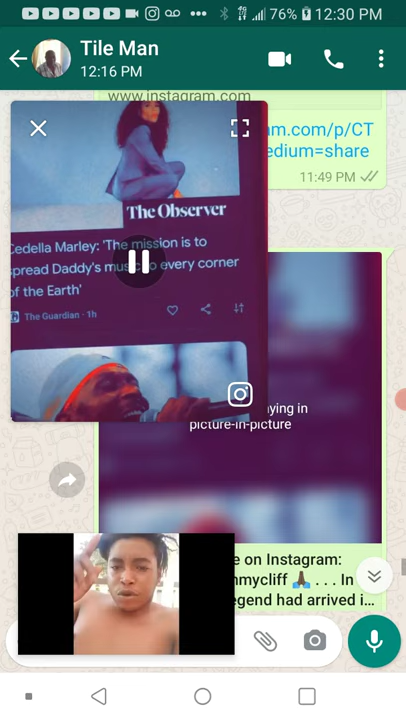 76% 12:30 PM
Tile Man
12:16 PM
www.instagram.com
am.com/p/CT
edium=share
11:49 PM
The Observer
Cedella Marley: 'The mission is to
spread Daddy's mus to every corner
of the Earth'
The Guardian · 1h
ying in
picture-in-picture
e on Instagram:
mmycliff 🙏🏾 . . . In
egend had arrived i...